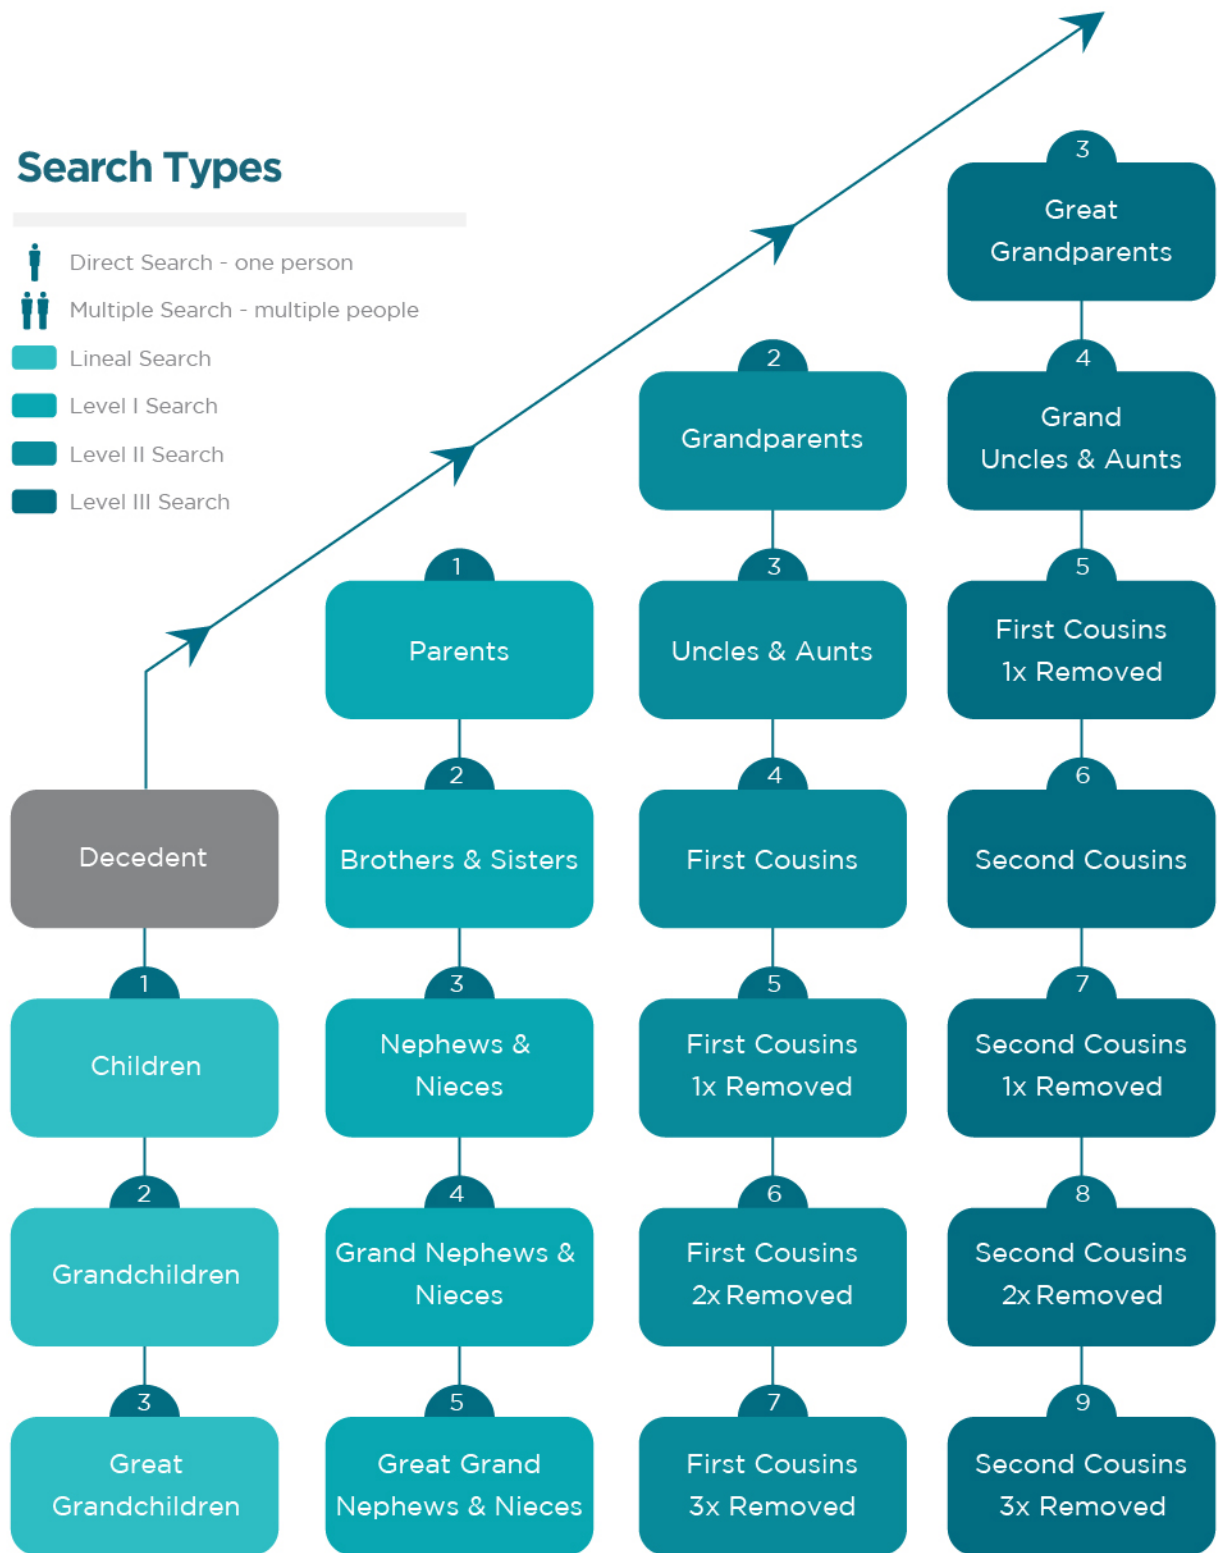 Search Types
Direct Search - one person
Multiple Search - multiple people
Lineal Search
Level I Search
Level II Search
Level III Search
Decedent
1
Children
2
Grandchildren
3
Great
Grandchildren
1
Parents
2
Brothers & Sisters
3
Nephews &
Nieces
4
Grand Nephews &
Nieces
5
Great Grand
Nephews & Nieces
2
Grandparents
3
Uncles & Aunts
4
First Cousins
5
First Cousins
1x Removed
6
First Cousins
2x Removed
7
First Cousins
3x Removed
3
Great
Grandparents
4
Grand
Uncles & Aunts
5
First Cousins
1x Removed
6
Second Cousins
7
Second Cousins
1x Removed
8
Second Cousins
2x Removed
9
Second Cousins
3x Removed